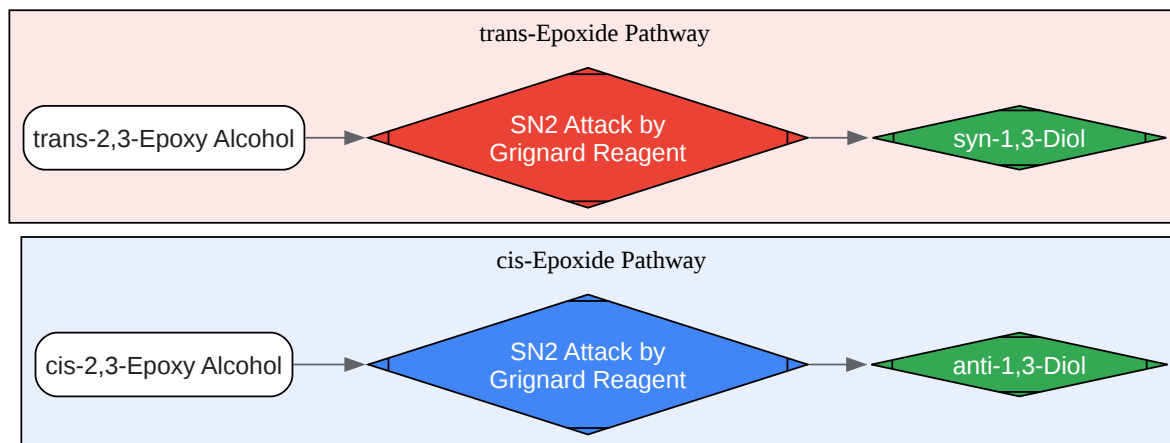 trans-Epoxide Pathway
trans-2,3-Epoxy Alcohol
SN2 Attack by
Grignard Reagent
syn-1,3-Diol
cis-Epoxide Pathway
cis-2,3-Epoxy Alcohol
SN2 Attack by
Grignard Reagent
anti-1,3-Diol